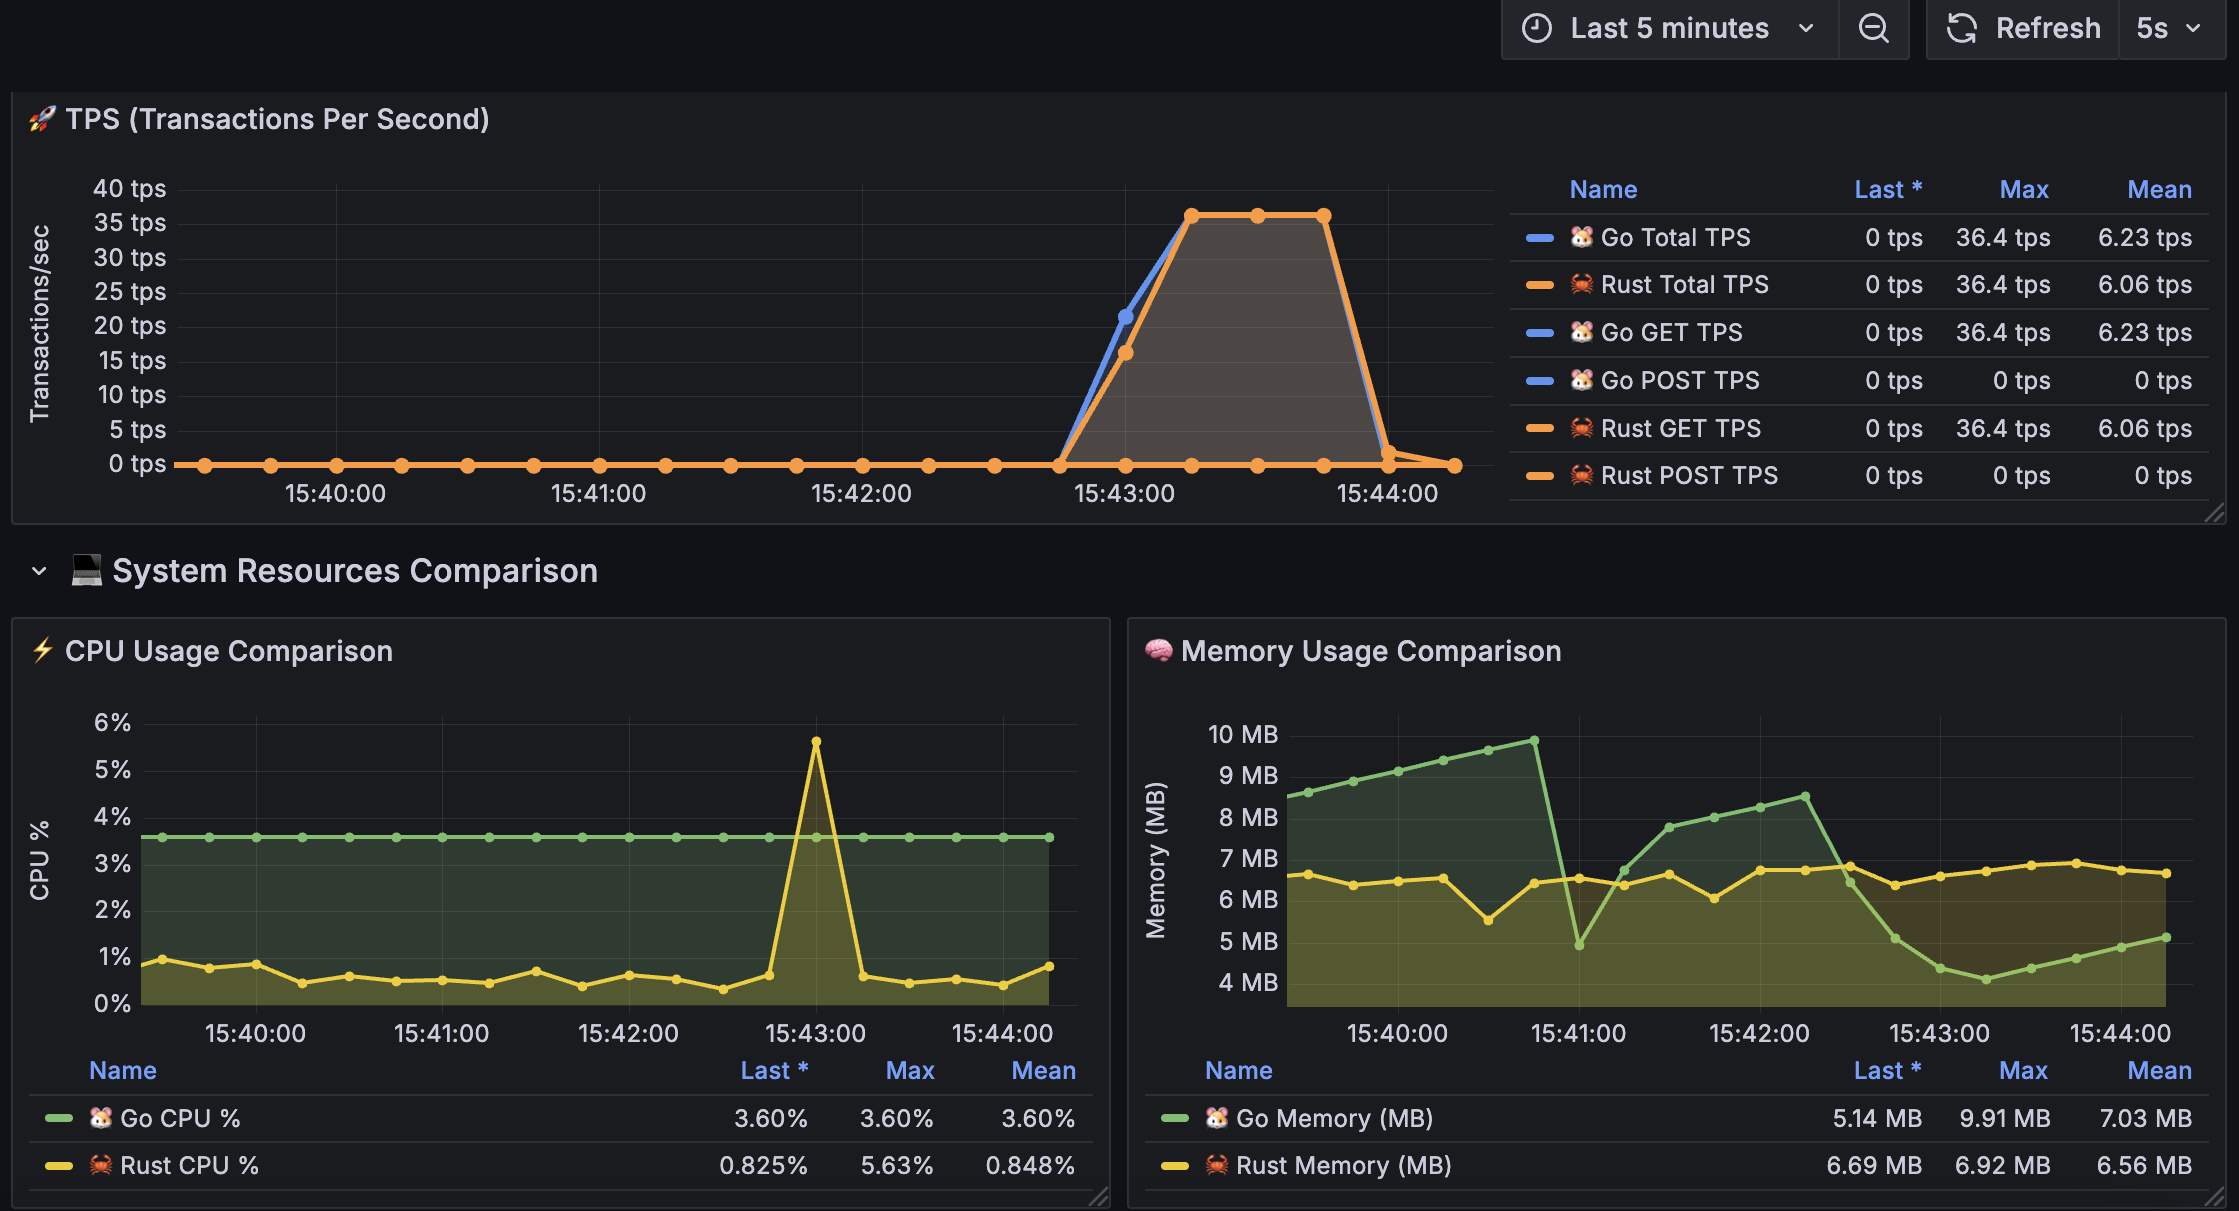 Last 5 minutes
Refresh
5s
🚀 TPS (Transactions Per Second)
Transactions/sec
40 tps
35 tps
30 tps
25 tps
20 tps
15 tps
10 tps
5 tps
0 tps
15:40:00 15:41:00 15:42:00 15:43:00 15:44:00
Name Last * Max Mean
🐹 Go Total TPS 0 tps 36.4 tps 6.23 tps
🦀 Rust Total TPS 0 tps 36.4 tps 6.06 tps
🐹 Go GET TPS 0 tps 36.4 tps 6.23 tps
🐹 Go POST TPS 0 tps 0 tps 0 tps
🦀 Rust GET TPS 0 tps 36.4 tps 6.06 tps
🦀 Rust POST TPS 0 tps 0 tps 0 tps
💻 System Resources Comparison
⚡ CPU Usage Comparison
CPU %
6%
5%
4%
3%
2%
1%
0%
15:40:00 15:41:00 15:42:00 15:43:00 15:44:00
Name Last * Max Mean
🐹 Go CPU % 3.60% 3.60% 3.60%
🦀 Rust CPU % 0.825% 5.63% 0.848%
🧠 Memory Usage Comparison
Memory (MB)
10 MB
9 MB
8 MB
7 MB
6 MB
5 MB
4 MB
15:40:00 15:41:00 15:42:00 15:43:00 15:44:00
Name Last * Max Mean
🐹 Go Memory (MB) 5.14 MB 9.91 MB 7.03 MB
🦀 Rust Memory (MB) 6.69 MB 6.92 MB 6.56 MB